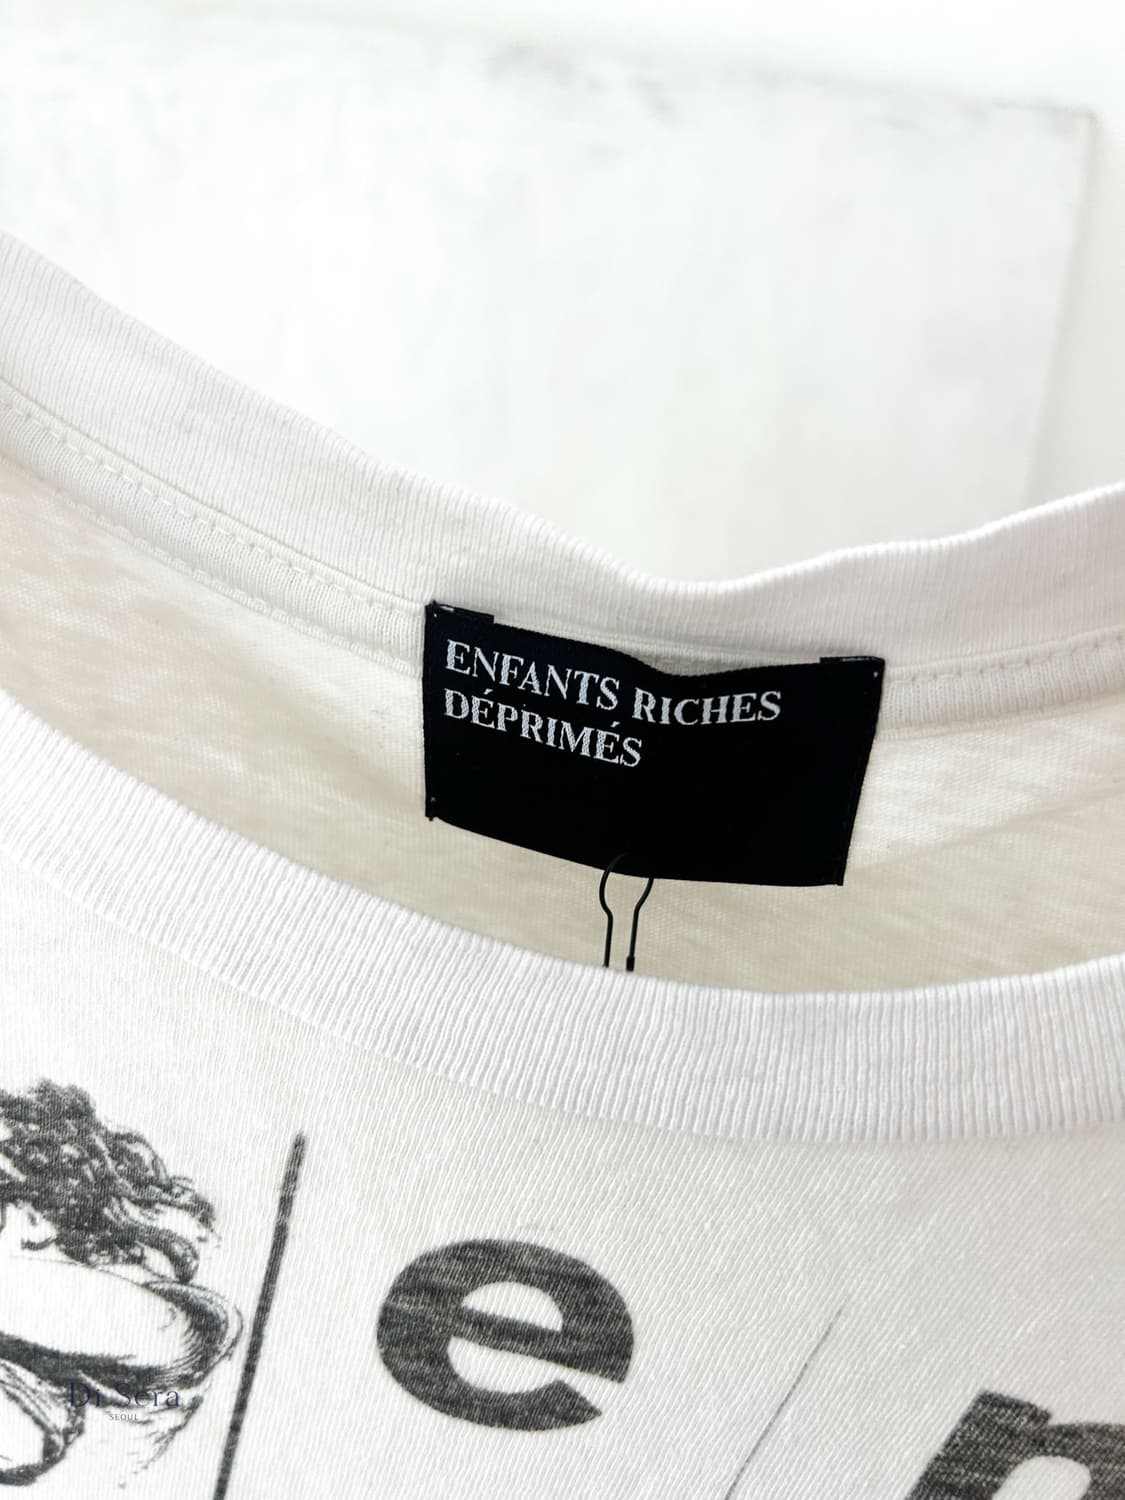 ENFANTS RICHES
DÉPRIMÉS
e
n
Di Sera
SEOUL